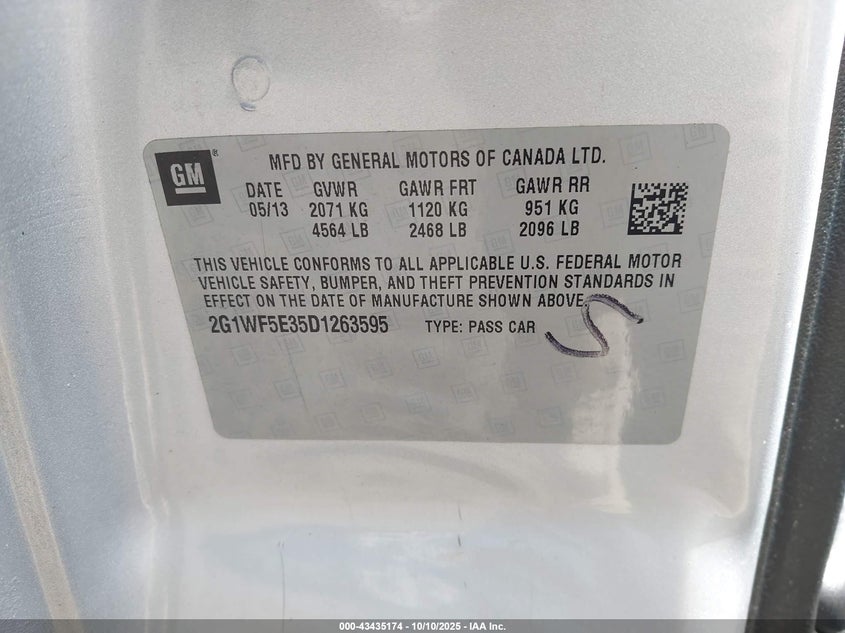 GM ®
MFD BY GENERAL MOTORS OF CANADA LTD.
DATE GVWR GAWR FRT GAWR RR
05/13 2071 KG 1120 KG 951 KG
4564 LB 2468 LB 2096 LB
THIS VEHICLE CONFORMS TO ALL APPLICABLE U.S. FEDERAL MOTOR
VEHICLE SAFETY, BUMPER, AND THEFT PREVENTION STANDARDS IN
EFFECT ON THE DATE OF MANUFACTURE SHOWN ABOVE.
2G1WF5E35D1263595 TYPE: PASS CAR
000-43435174 - 10/10/2025 - IAA Inc.